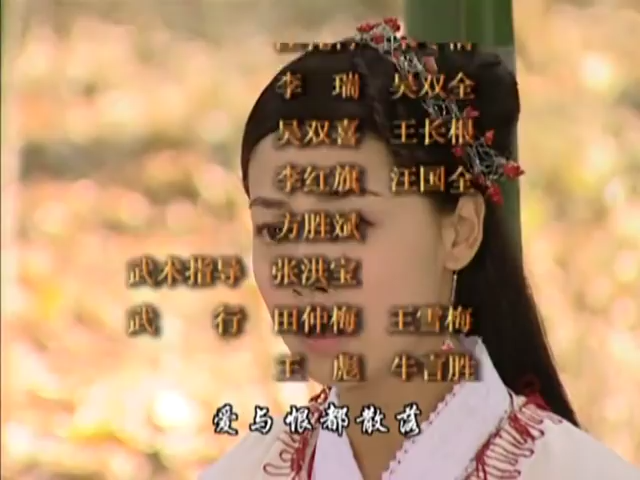 李 瑞 吴双全
吴双喜 王长根
李红旗 汪国全
方胜斌
武术指导 张洪宝
武 行 田仲梅 王雪梅
王 彪 牛百胜
爱与恨都散落